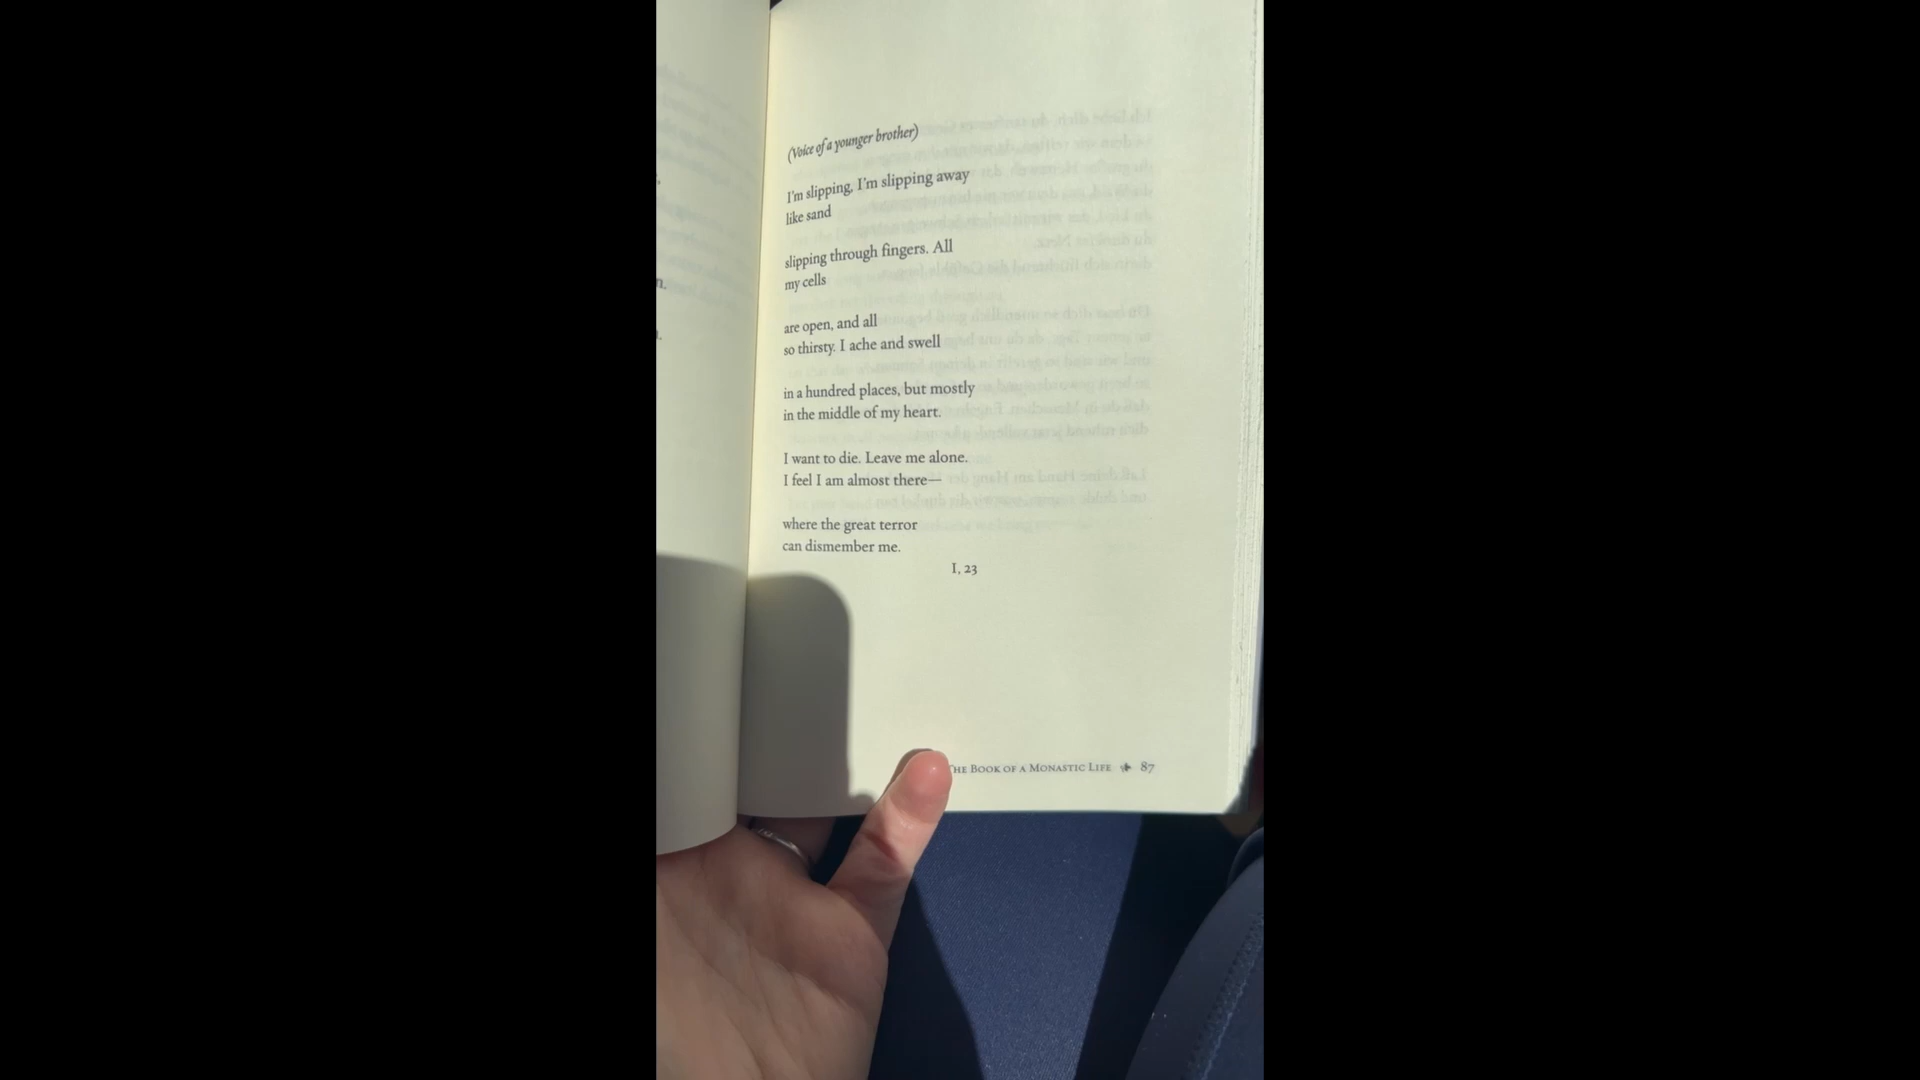 (Voice of a younger brother)
I'm slipping, I'm slipping away
like sand
slipping through fingers. All
my cells
are open, and all
so thirsty. I ache and swell
in a hundred places, but mostly
in the middle of my heart.
I want to die. Leave me alone.
I feel I am almost there—
where the great terror
can dismember me.
I, 23
HE BOOK OF A MONASTIC LIFE 87